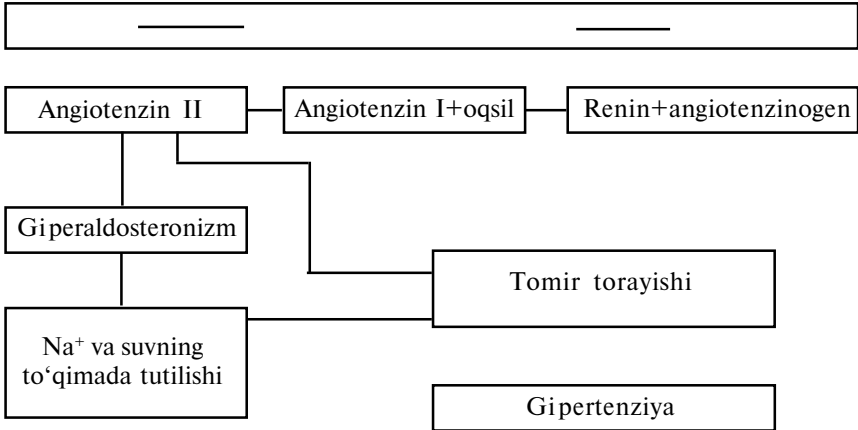 Angiotenzin II
Angiotenzin I+oqsil
Renin+angiotenzinogen
Giperaldosteronizm
Tomir torayishi
Na⁺ va suvning
to‘qimada tutilishi
Gipertenziya